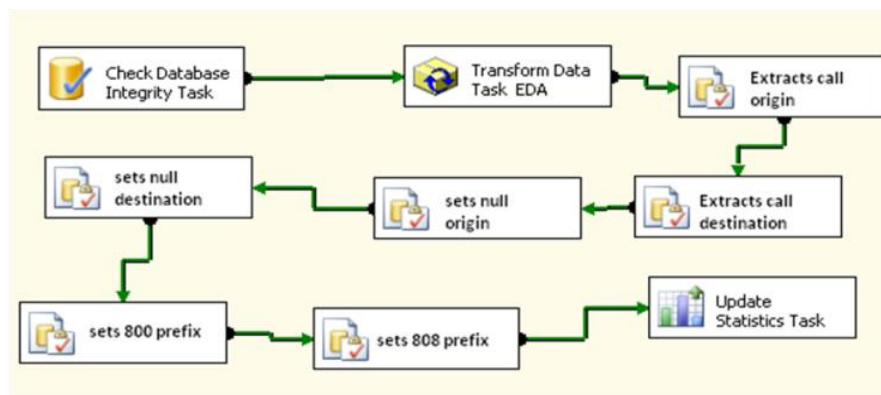 Check Database
Integrity Task
Transform Data
Task EDA
Extracts call
origin
Extracts call
destination
sets null
origin
sets null
destination
sets 800 prefix
sets 808 prefix
Update
Statistics Task